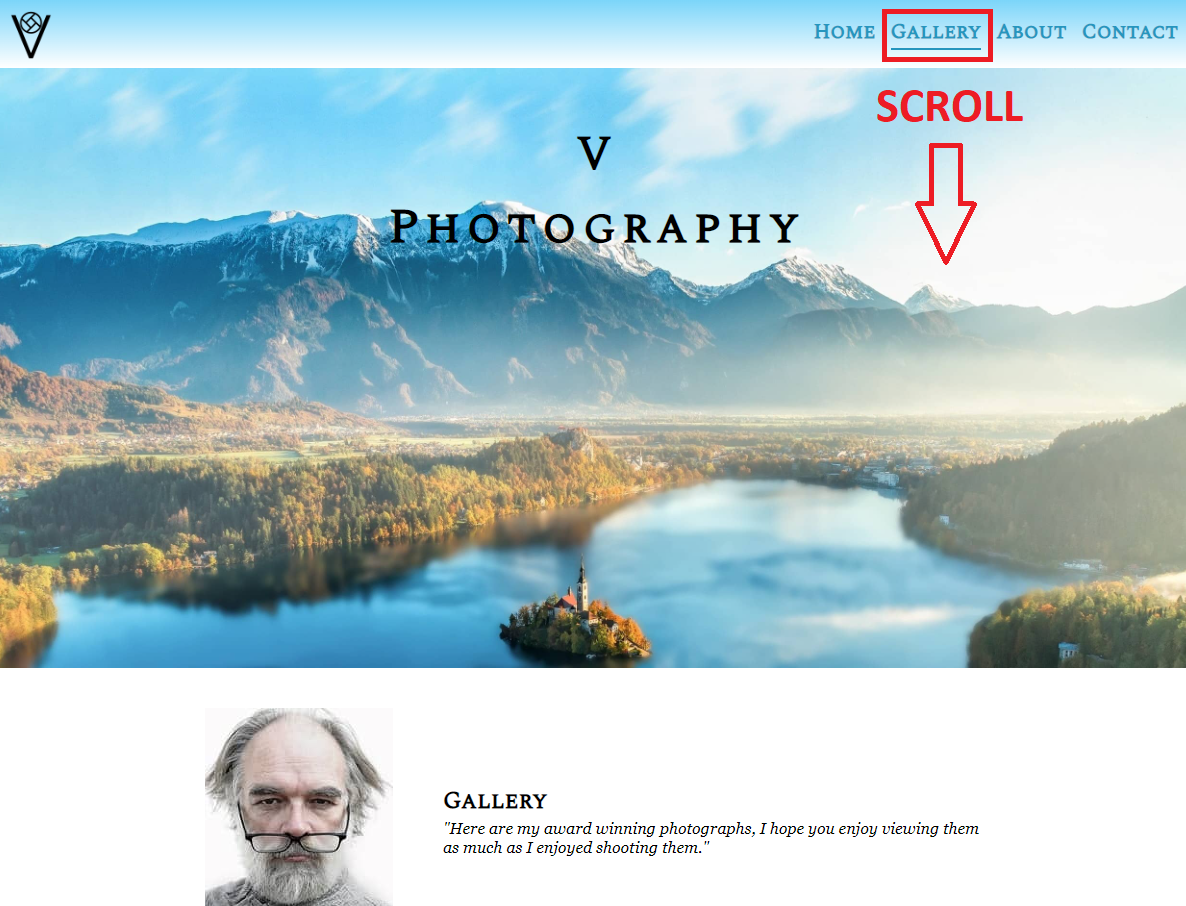 Home Gallery About Contact
SCROLL
V
Photography
Gallery
"Here are my award winning photographs, I hope you enjoy viewing them
as much as I enjoyed shooting them."